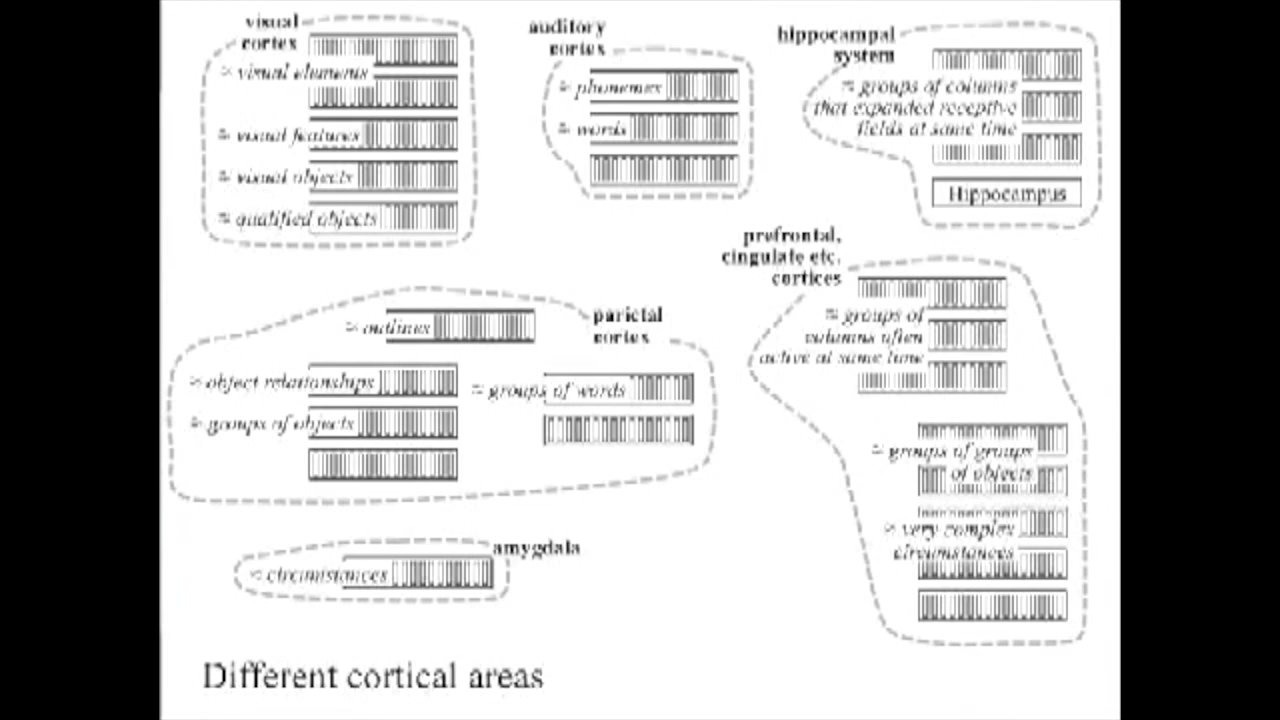 visual
cortex
≈ visual elements
≈ visual features
≈ visual objects
≈ qualified objects
auditory
cortex
≈ phonemes
≈ words
hippocampal
system
≈ groups of columns
that expanded receptive
fields at same time
Hippocampus
prefrontal,
cingulate etc.
cortices
≈ groups of
columns often
active at same time
≈ groups of groups
of objects
≈ very complex
circumstances
parietal
cortex
≈ outlines
≈ object relationships
≈ groups of objects
≈ groups of words
amygdala
≈ circumstances
Different cortical areas